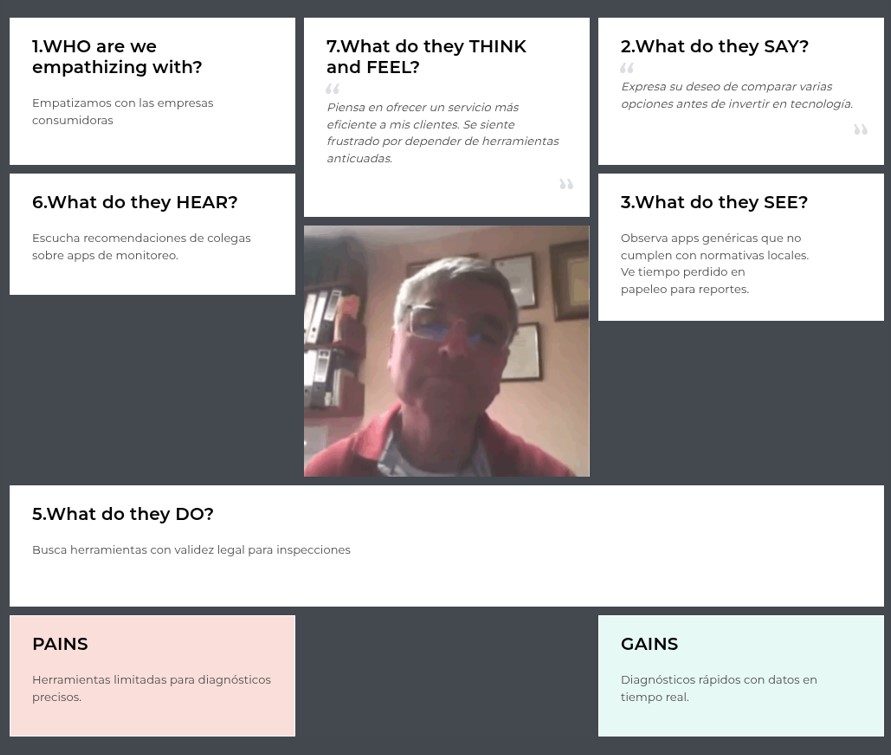 1.WHO are we
empathizing with?
Empatizamos con las empresas
consumidoras
7.What do they THINK
and FEEL?
“
Piensa en ofrecer un servicio más
eficiente a mis clientes. Se siente
frustrado por depender de herramientas
anticuadas.
”
2.What do they SAY?
“
Expresa su deseo de comparar varias
opciones antes de invertir en tecnología.
”
6.What do they HEAR?
Escucha recomendaciones de colegas
sobre apps de monitoreo.
3.What do they SEE?
Observa apps genéricas que no
cumplen con normativas locales.
Ve tiempo perdido en
papeleo para reportes.
5.What do they DO?
Busca herramientas con validez legal para inspecciones
PAINS
Herramientas limitadas para diagnósticos
precisos.
GAINS
Diagnósticos rápidos con datos en
tiempo real.